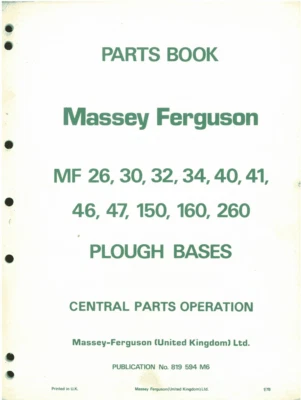 PARTS BOOK
Massey Ferguson
MF 26, 30, 32, 34, 40, 41,
46, 47, 150, 160, 260
PLOUGH BASES
CENTRAL PARTS OPERATION
Massey-Ferguson (United Kingdom) Ltd.
PUBLICATION No. 819 594 M6
Printed in U.K. Massey Ferguson(United Kingdom)Ltd.